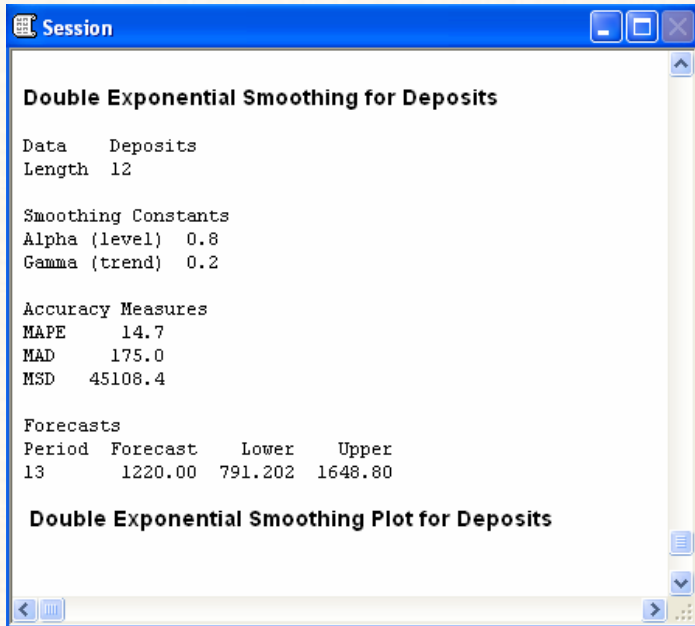 Session
Double Exponential Smoothing for Deposits
Data Deposits
Length 12
Smoothing Constants
Alpha (level) 0.8
Gamma (trend) 0.2
Accuracy Measures
MAPE 14.7
MAD 175.0
MSD 45108.4
Forecasts
Period Forecast Lower Upper
13 1220.00 791.202 1648.80
Double Exponential Smoothing Plot for Deposits